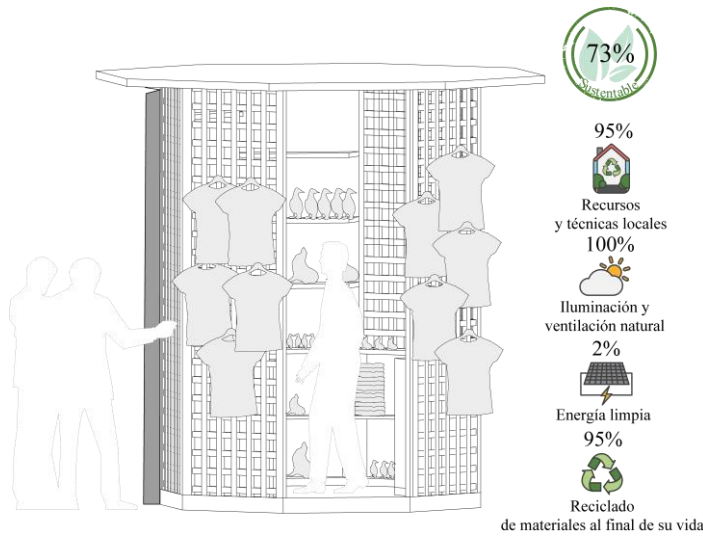 73%
Sustentable
95%
Recursos
y técnicas locales
100%
Iluminación y
ventilación natural
2%
Energía limpia
95%
Reciclado
de materiales al final de su vida